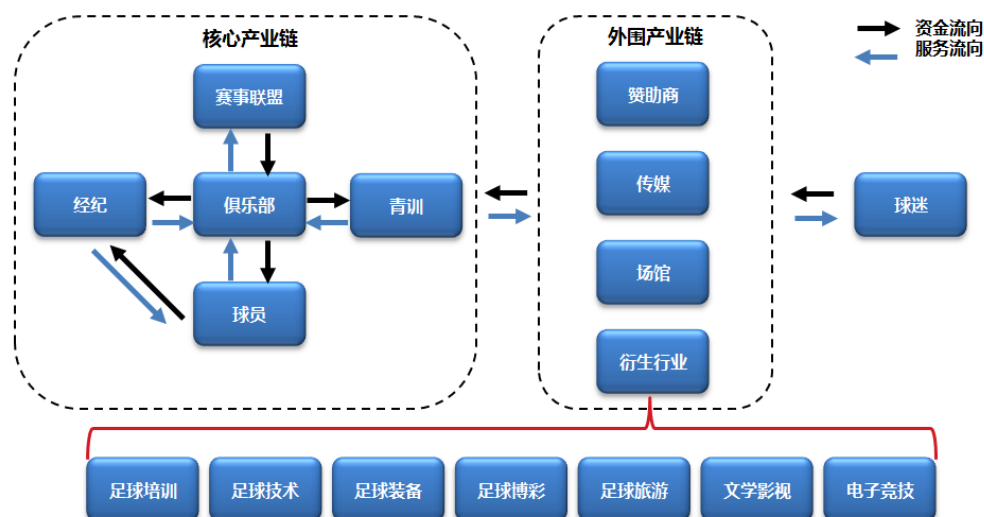 核心产业链
外围产业链
资金流向
服务流向
赛事联盟
赞助商
经纪
俱乐部
青训
传媒
球迷
球员
场馆
衍生行业
足球培训
足球技术
足球装备
足球博彩
足球旅游
文学影视
电子竞技